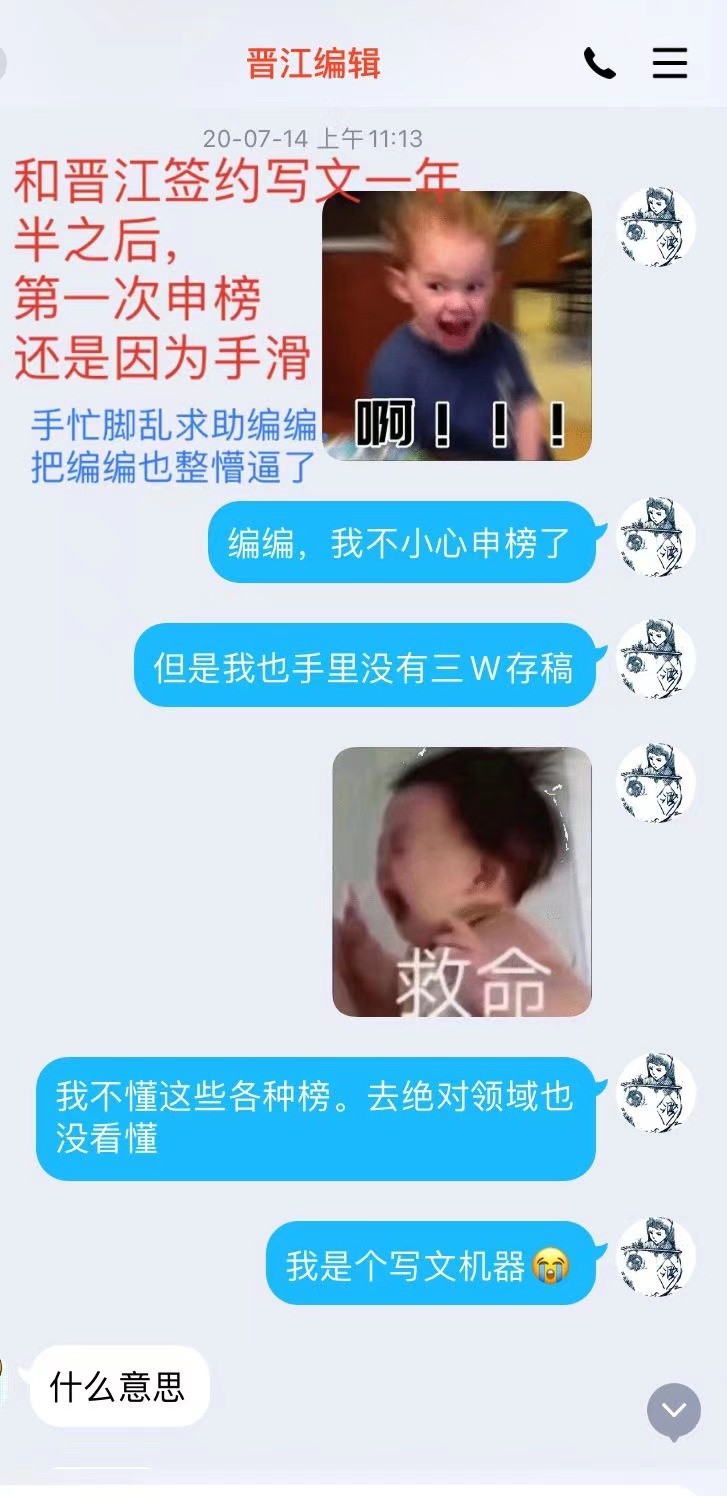 晋江编辑
20-07-14 上午11:13
和晋江签约写文一年
半之后，
第一次申榜
还是因为手滑
手忙脚乱求助编编，
把编编也整懵逼了
啊！！！
编编，我不小心申榜了
但是我也手里没有三W存稿
救命
我不懂这些各种榜。去绝对领域也
没看懂
我是个写文机器😭
什么意思